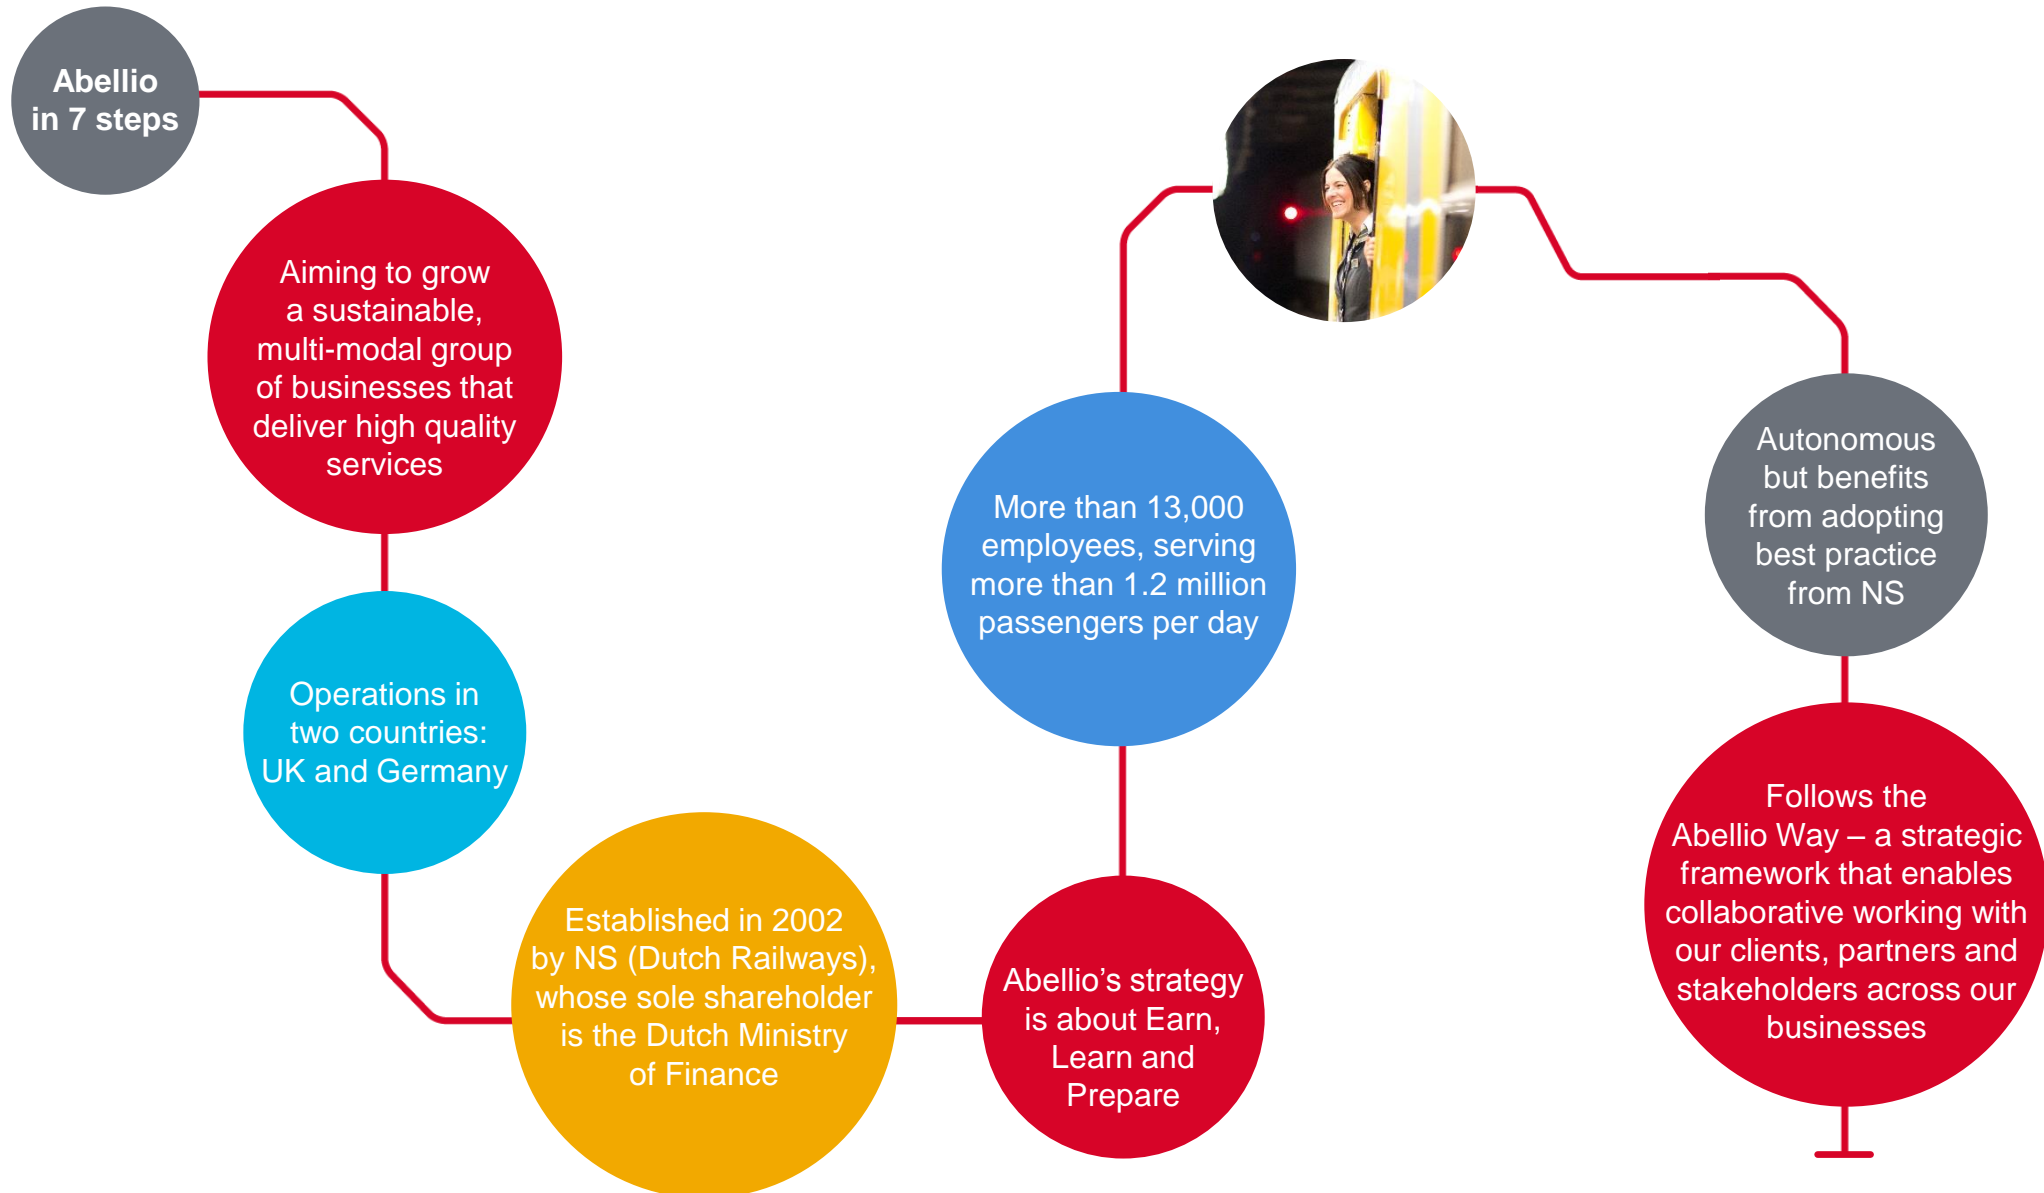 Abellio
in 7 steps
Aiming to grow
a sustainable,
multi-modal group
of businesses that
deliver high quality
services
Operations in
two countries:
UK and Germany
Established in 2002
by NS (Dutch Railways),
whose sole shareholder
is the Dutch Ministry
of Finance
Abellio’s strategy
is about Earn,
Learn and
Prepare
More than 13,000
employees, serving
more than 1.2 million
passengers per day
Autonomous
but benefits
from adopting
best practice
from NS
Follows the
Abellio Way – a strategic
framework that enables
collaborative working with
our clients, partners and
stakeholders across our
businesses